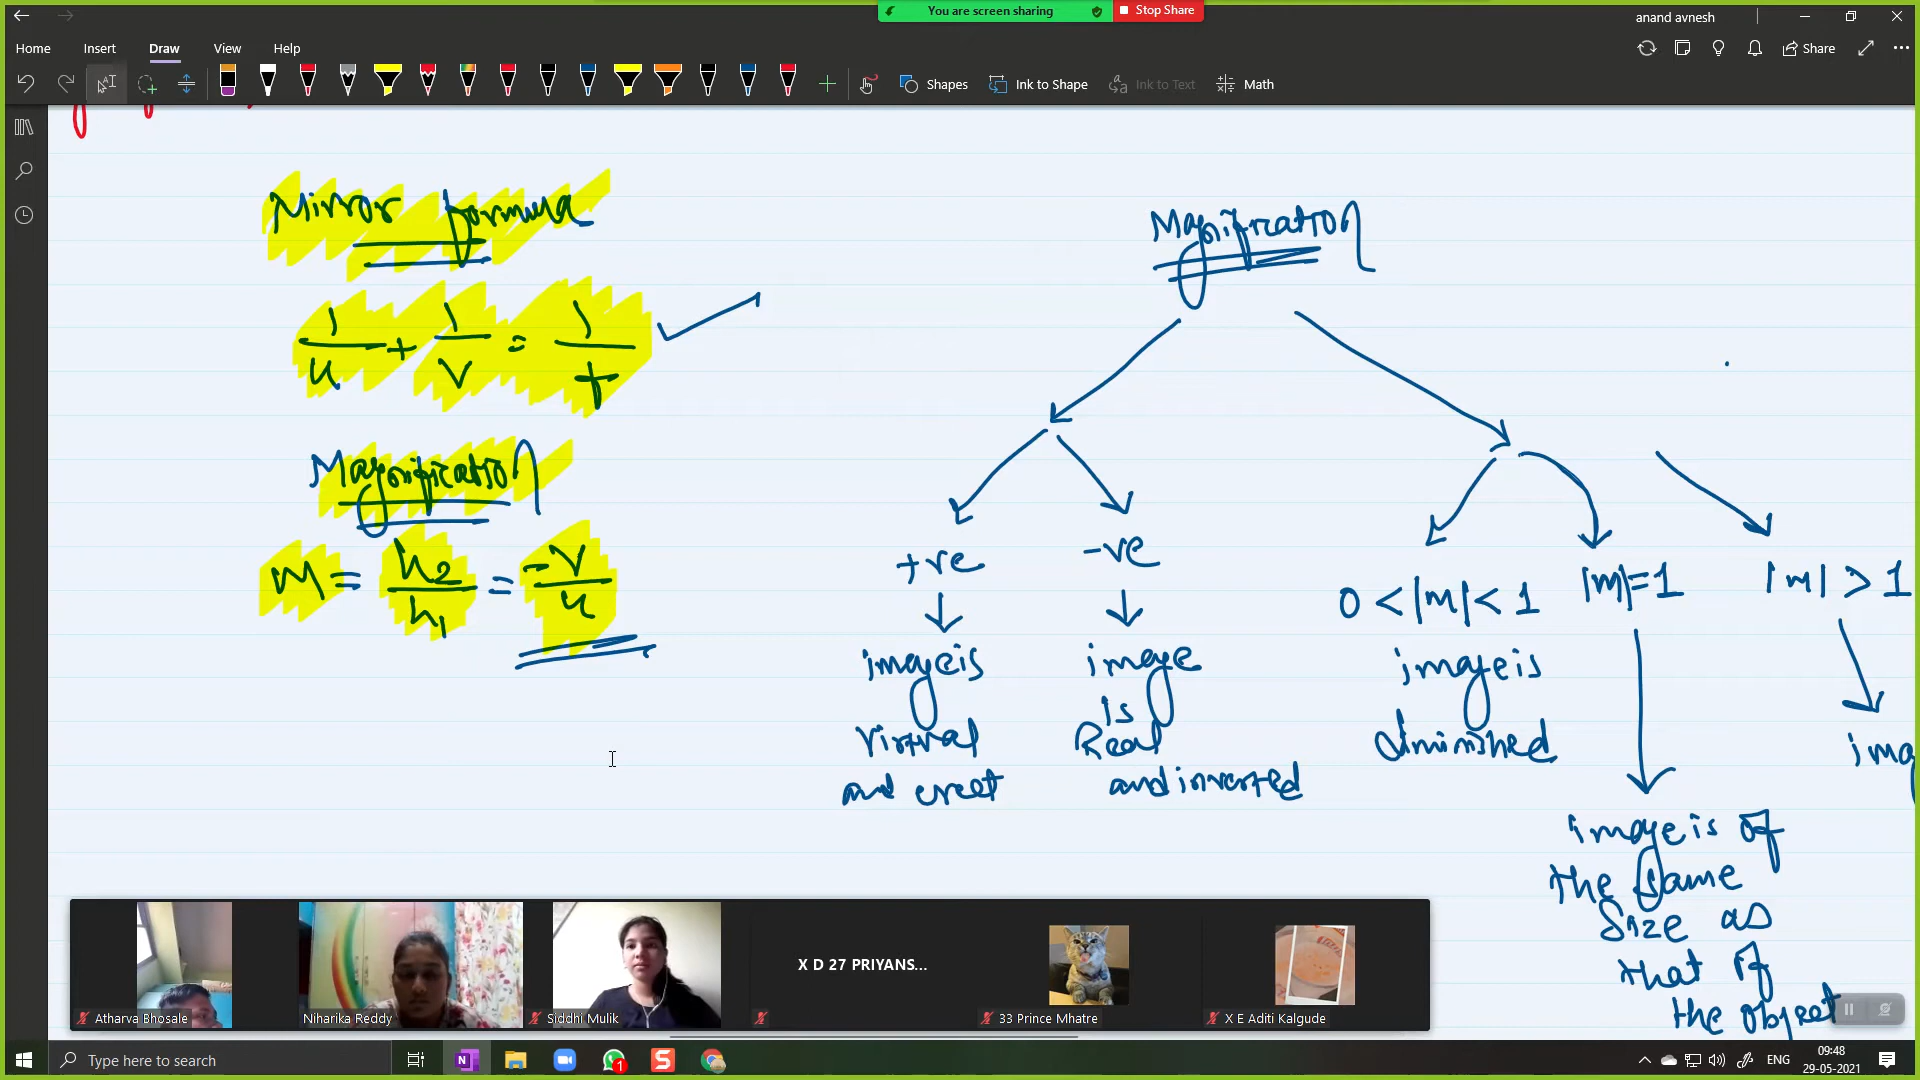 You are screen sharing
Stop Share
anand avnesh
Home Insert Draw View Help
Share
Shapes Ink to Shape Ink to Text Math
Mirror formula
1/u + 1/v = 1/f
Magnification
m = h2/h1 = -v/u
Magnification
+ve
-ve
image is
virtual
and erect
image
is
Real
and inverted
0 < |m| < 1
|m| = 1
|m| > 1
image is
diminished
image is of
the same
size as
that of
the object
ima
Atharva Bhosale
Niharika Reddy
Siddhi Mulik
X D 27 PRIYANS...
33 Prince Mhatre
X E Aditi Kalgude
Type here to search
1
ENG
09:48
29-05-2021